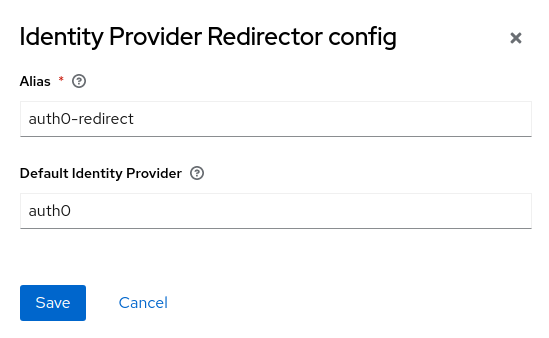 Identity Provider Redirector config
Alias *
auth0-redirect
Default Identity Provider
auth0
Save Cancel